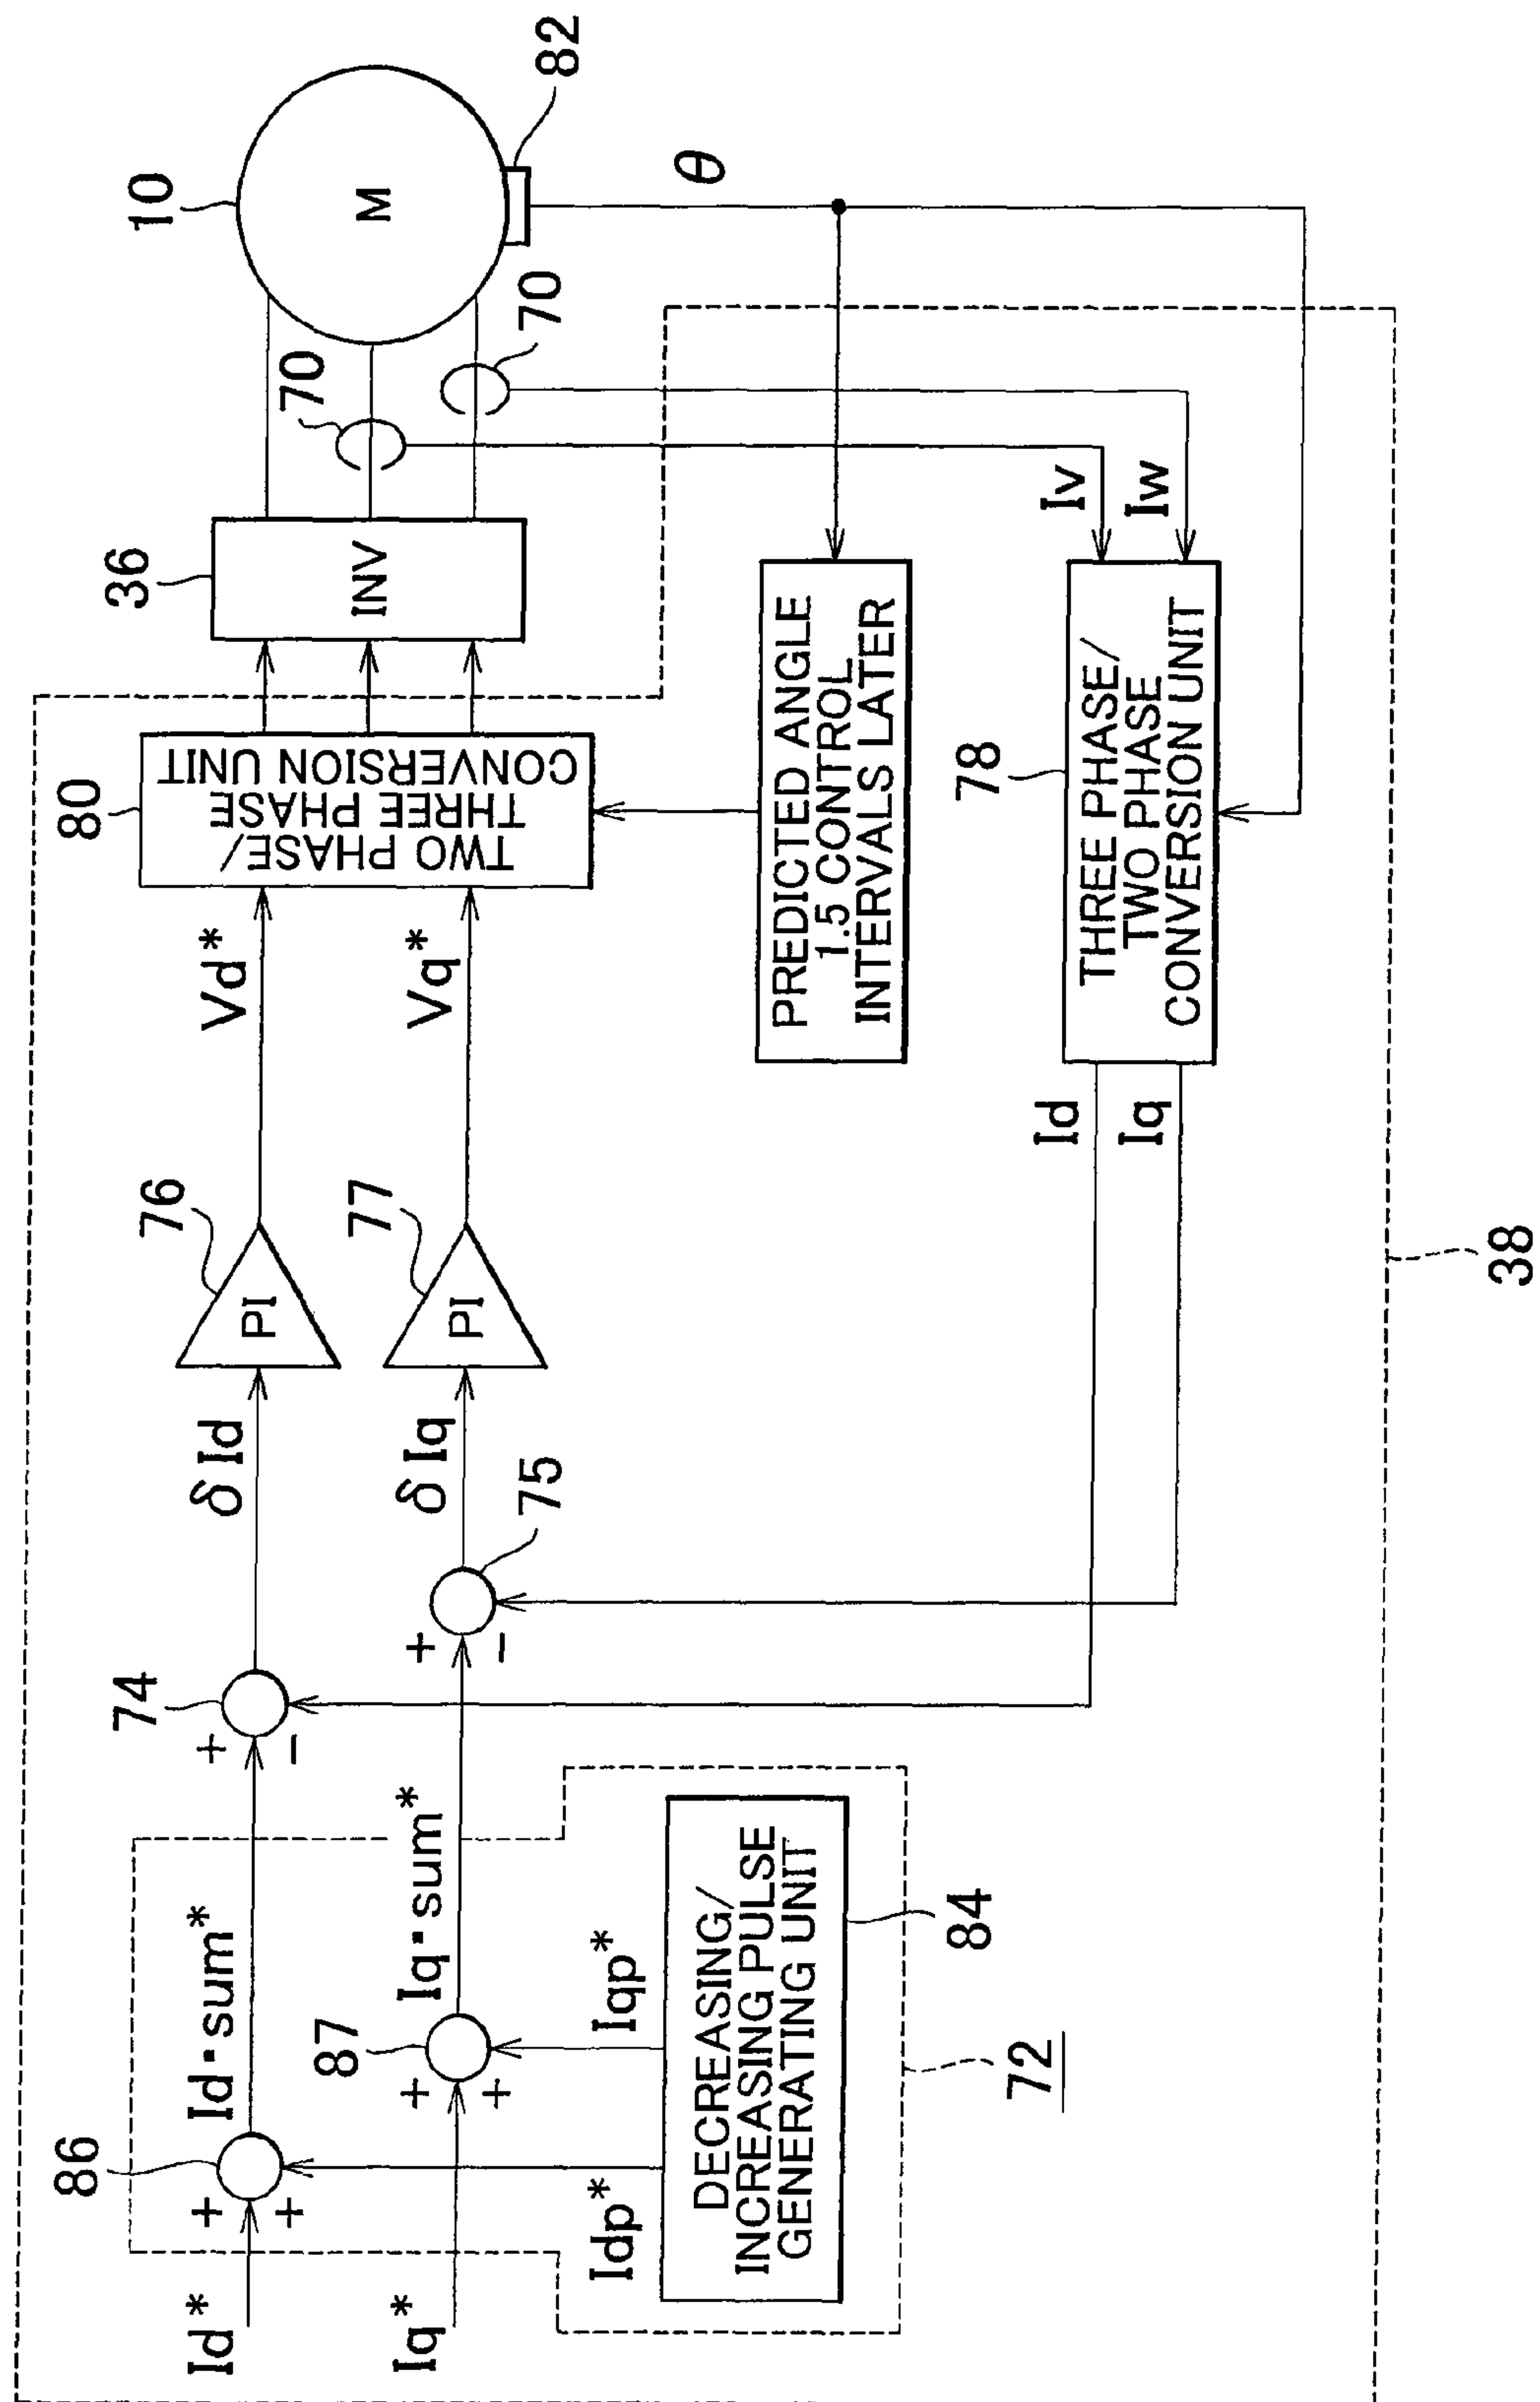 10
M
82
θ
70
70
36
INV
Iv
Iw
80
TWO PHASE/
THREE PHASE
CONVERSION UNIT
PREDICTED ANGLE
1.5 CONTROL
INTERVALS LATER
78
THREE PHASE/
TWO PHASE
CONVERSION UNIT
Vd*
Vq*
Id
Iq
76
PI
77
PI
38
δ Id
δ Iq
75
+
−
74
+
−
Id・sum*
Iq・sum*
86
+
+
87
+
+
Iqp*
Idp*
DECREASING/
INCREASING PULSE
GENERATING UNIT
84
72
Id*
Iq*